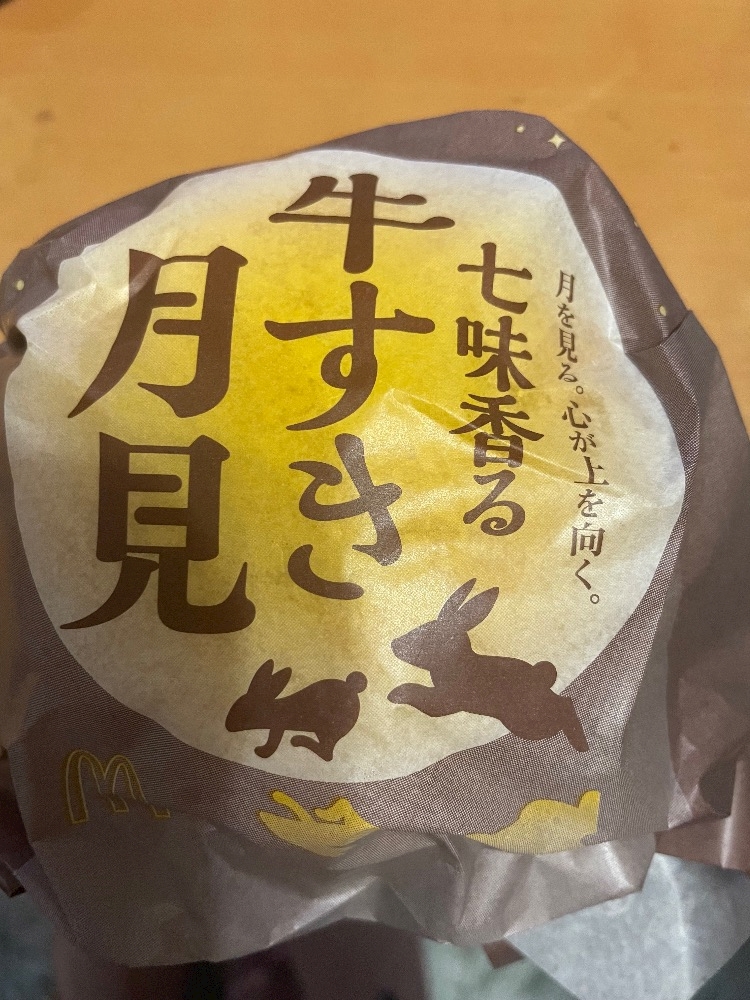 月を見る。心が上を向く。
七味香る
牛すき
月見